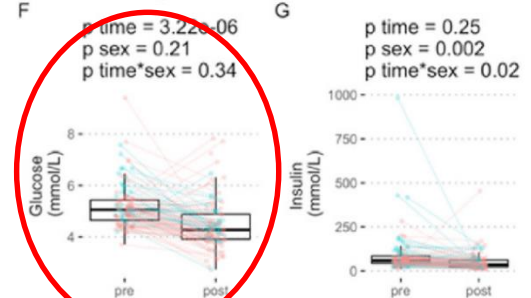 F
p time = 3.22e-06
p sex = 0.21
p time*sex = 0.34
Glucose
(mmol/L)
8
6
4
pre
post
G
p time = 0.25
p sex = 0.002
p time*sex = 0.02
Insulin
(mmol/L)
1000
750
500
250
0
pre
post